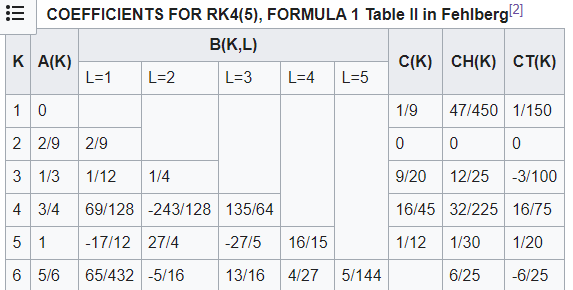 COEFFICIENTS FOR RK4(5), FORMULA 1 Table II in Fehlberg[2]
K A(K) B(K,L) C(K) CH(K) CT(K)
L=1 L=2 L=3 L=4 L=5
1 0 1/9 47/450 1/150
2 2/9 2/9 0 0 0
3 1/3 1/12 1/4 9/20 12/25 -3/100
4 3/4 69/128 -243/128 135/64 16/45 32/225 16/75
5 1 -17/12 27/4 -27/5 16/15 1/12 1/30 1/20
6 5/6 65/432 -5/16 13/16 4/27 5/144 6/25 -6/25